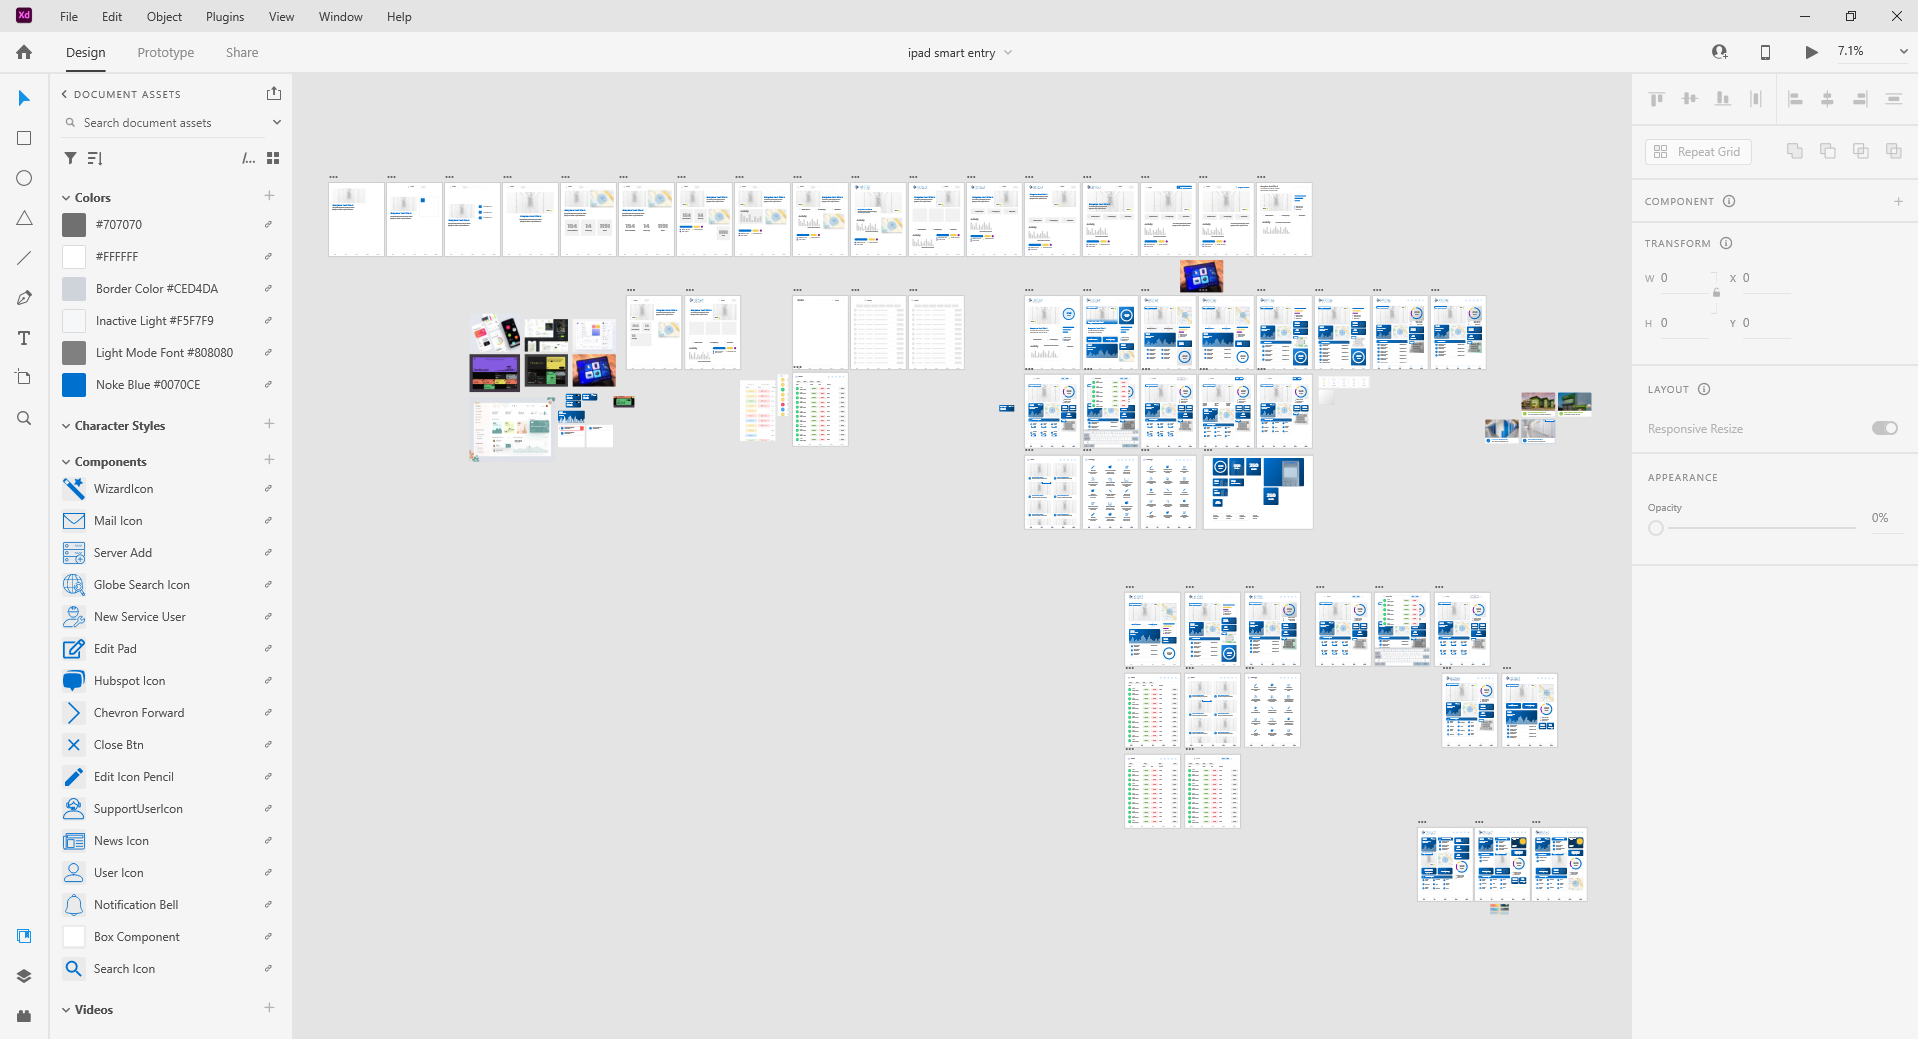 Xd File Edit Object Plugins View Window Help
Design Prototype Share
ipad smart entry
7.1%
DOCUMENT ASSETS
Search document assets
/...
Colors
#707070
#FFFFFF
Border Color #CED4DA
Inactive Light #F5F7F9
Light Mode Font #808080
Noke Blue #0070CE
Character Styles
Components
WizardIcon
Mail Icon
Server Add
Globe Search Icon
New Service User
Edit Pad
Hubspot Icon
Chevron Forward
Close Btn
Edit Icon Pencil
SupportUserIcon
News Icon
User Icon
Notification Bell
Box Component
Search Icon
Videos
Repeat Grid
COMPONENT
TRANSFORM
W 0 X 0
H 0 Y 0
LAYOUT
Responsive Resize
APPEARANCE
Opacity
0%